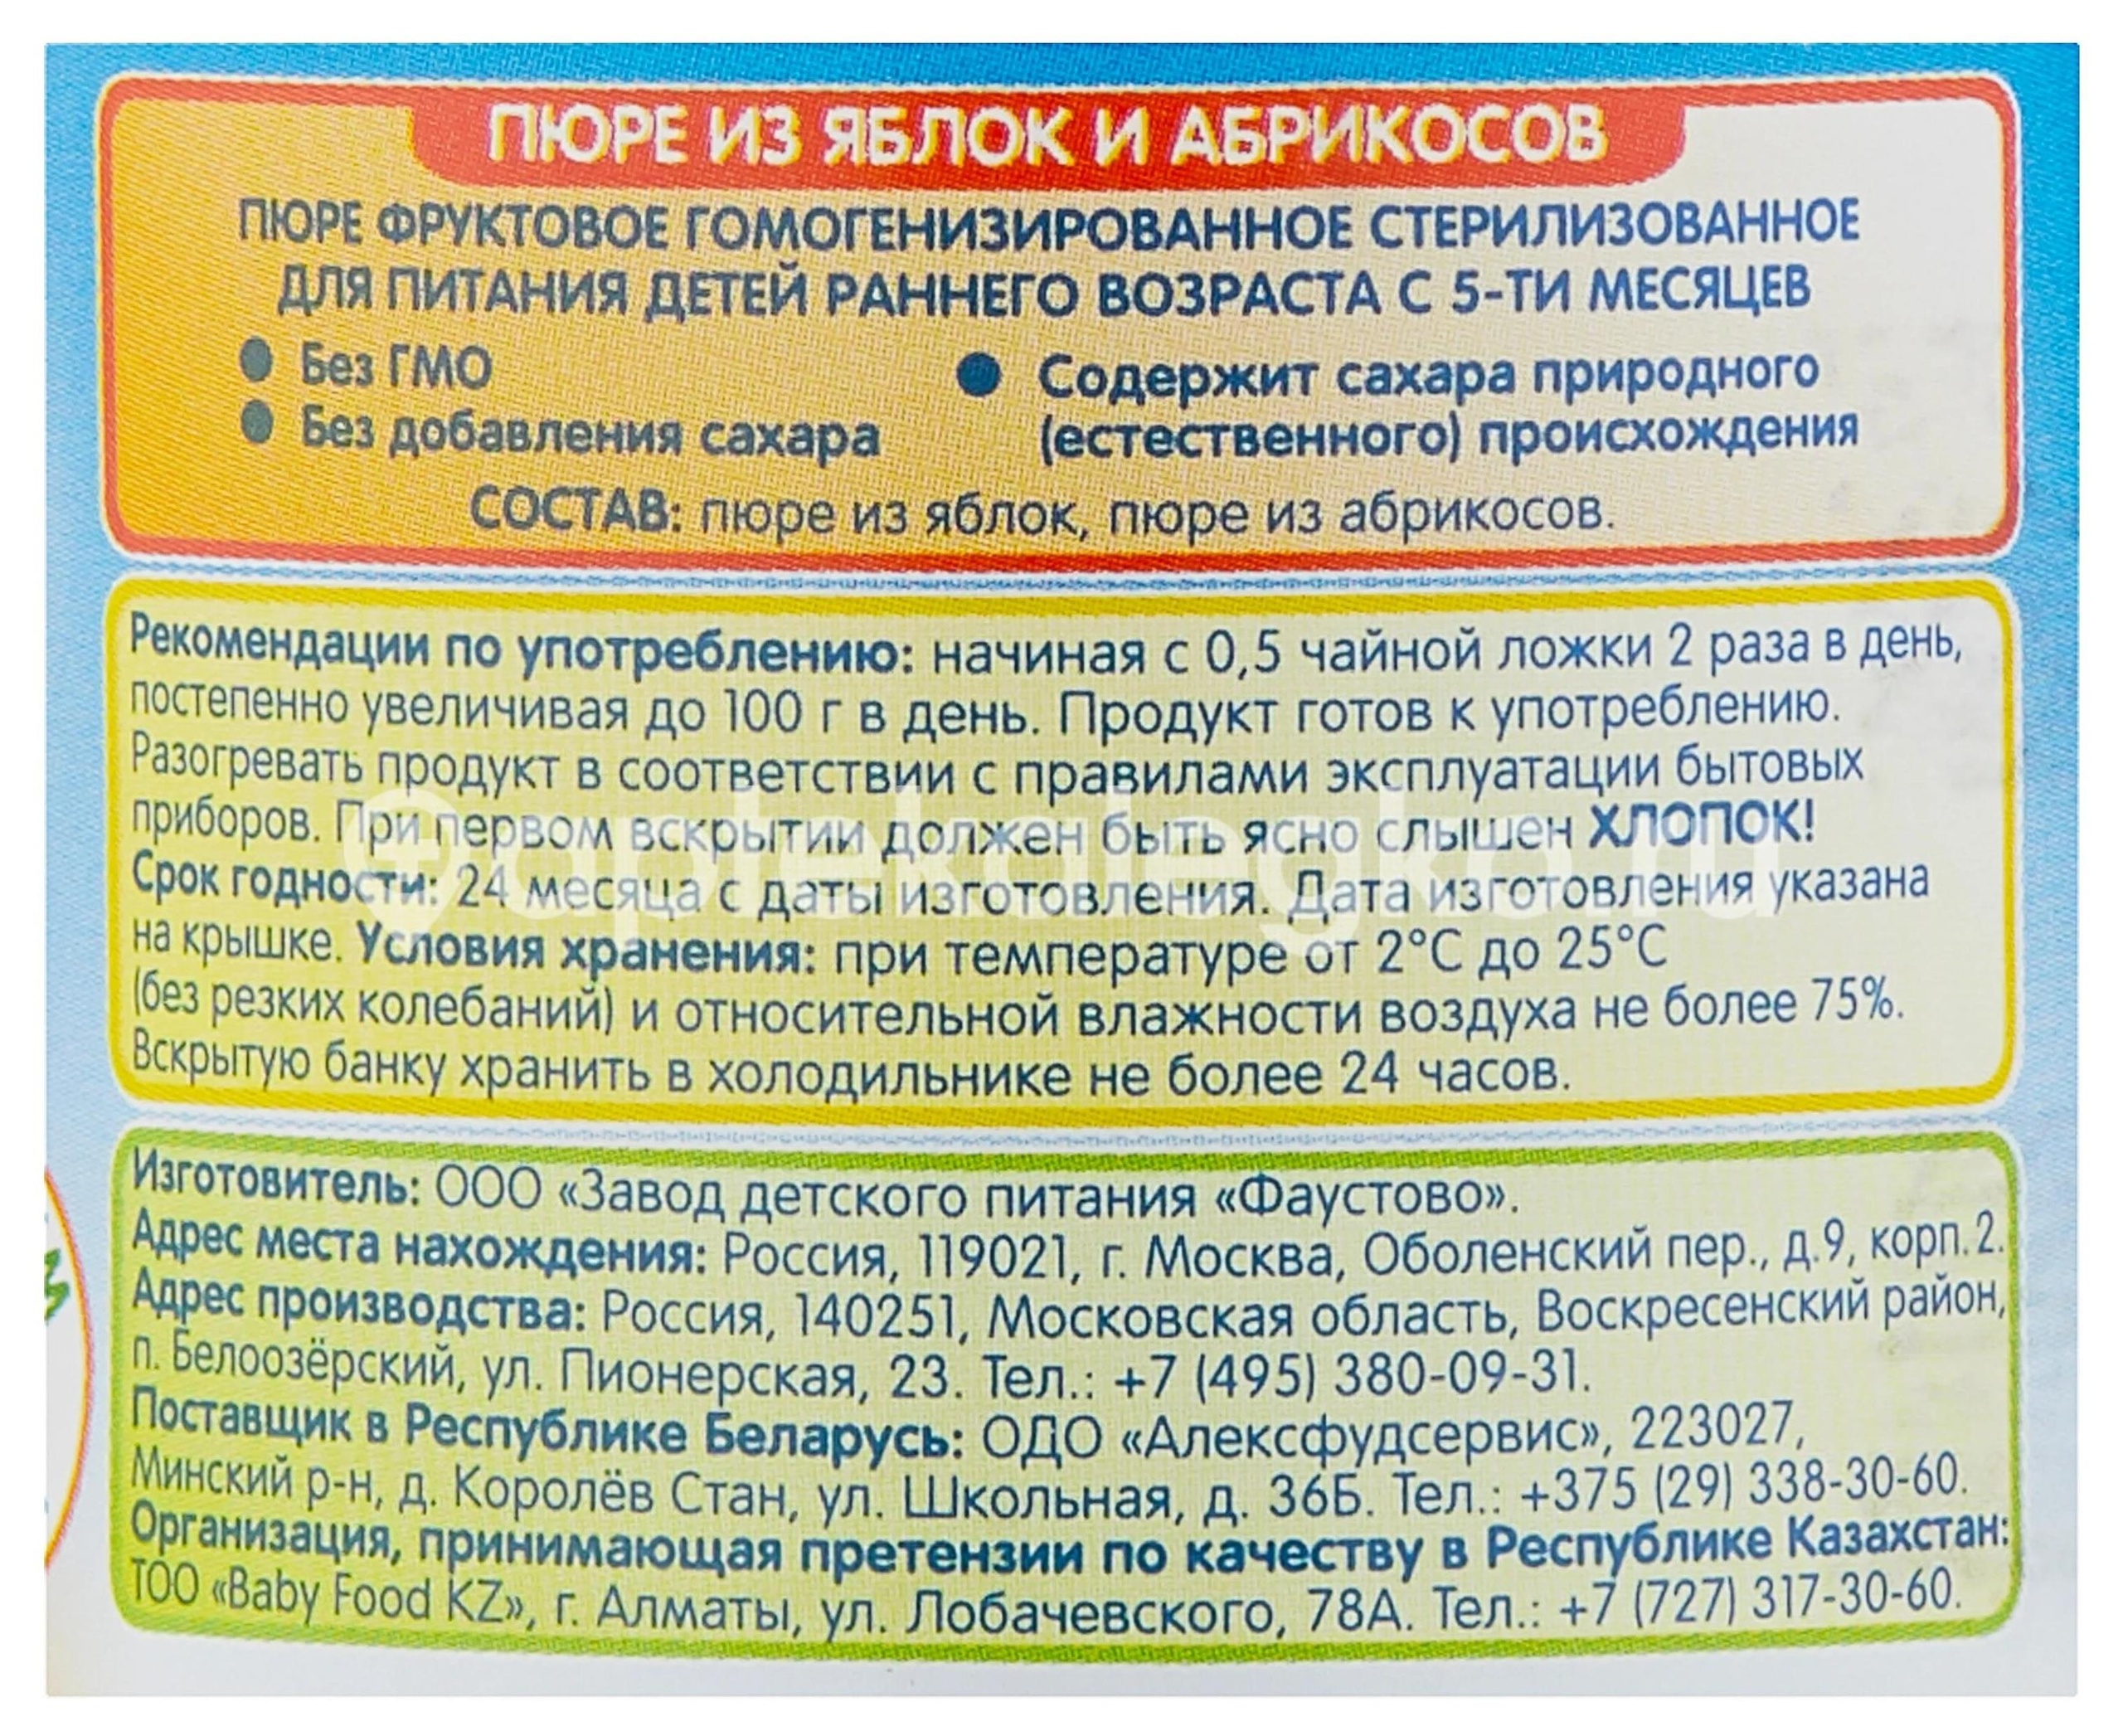 ПЮРЕ ИЗ ЯБЛОК И АБРИКОСОВ
ПЮРЕ ФРУКТОВОЕ ГОМОГЕНИЗИРОВАННОЕ СТЕРИЛИЗОВАННОЕ
ДЛЯ ПИТАНИЯ ДЕТЕЙ РАННЕГО ВОЗРАСТА С 5-ТИ МЕСЯЦЕВ
● Без ГМО
● Без добавления сахара
● Содержит сахара природного
(естественного) происхождения
СОСТАВ: пюре из яблок, пюре из абрикосов.
Рекомендации по употреблению: начиная с 0,5 чайной ложки 2 раза в день,
постепенно увеличивая до 100 г в день. Продукт готов к употреблению.
Разогревать продукт в соответствии с правилами эксплуатации бытовых
приборов. При первом вскрытии должен быть ясно слышен ХЛОПОК!
Срок годности: 24 месяца с даты изготовления. Дата изготовления указана
на крышке. Условия хранения: при температуре от 2°С до 25°С
(без резких колебаний) и относительной влажности воздуха не более 75%.
Вскрытую банку хранить в холодильнике не более 24 часов.
Изготовитель: ООО «Завод детского питания «Фаустово».
Адрес места нахождения: Россия, 119021, г. Москва, Оболенский пер., д.9, корп.2.
Адрес производства: Россия, 140251, Московская область, Воскресенский район,
п. Белоозёрский, ул. Пионерская, 23. Тел.: +7 (495) 380-09-31.
Поставщик в Республике Беларусь: ОДО «Алексфудсервис», 223027,
Минский р-н, д. Королёв Стан, ул. Школьная, д. 36Б. Тел.: +375 (29) 338-30-60.
Организация, принимающая претензии по качеству в Республике Казахстан:
ТОО «Baby Food KZ», г. Алматы, ул. Лобачевского, 78А. Тел.: +7 (727) 317-30-60.
aptekalegko.ru